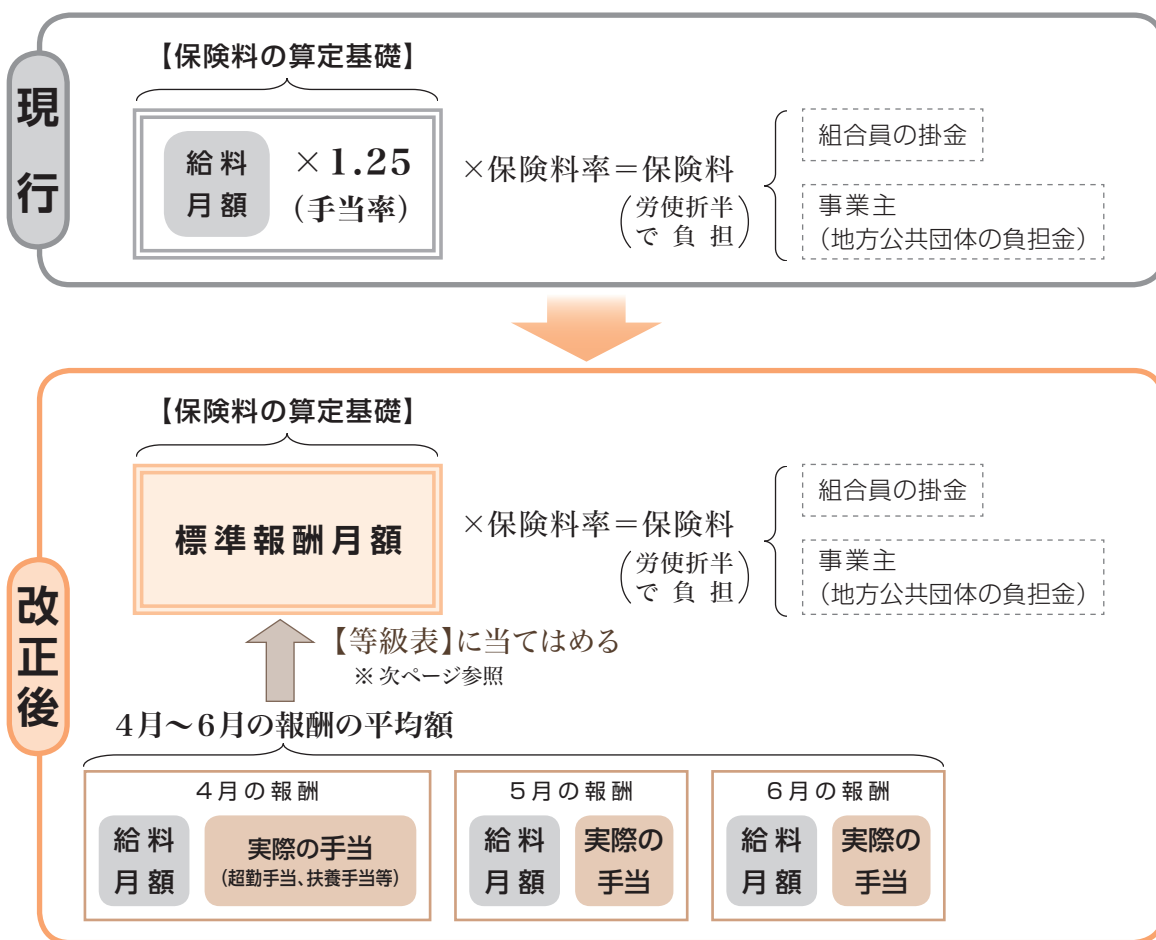 現行
【保険料の算定基礎】
給料
月額
×1.25
(手当率)
×保険料率＝保険料
(労使折半
で負担)
組合員の掛金
事業主
(地方公共団体の負担金)
改正後
【保険料の算定基礎】
標準報酬月額
×保険料率＝保険料
(労使折半
で負担)
組合員の掛金
事業主
(地方公共団体の負担金)
【等級表】に当てはめる
※次ページ参照
4月〜6月の報酬の平均額
4月の報酬
給料
月額
実際の手当
(超勤手当、扶養手当等)
5月の報酬
給料
月額
実際の
手当
6月の報酬
給料
月額
実際の
手当